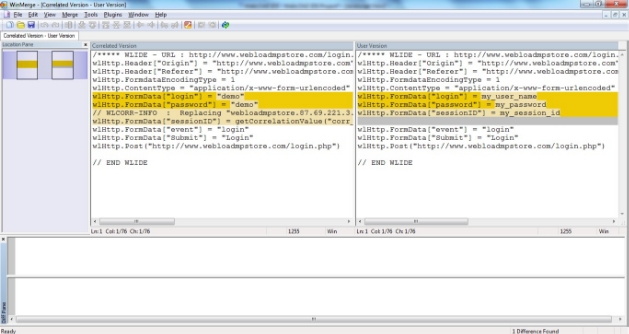 WinMerge - [Correlated Version - User Version]
File Edit View Merge Tools Plugins Window Help
Correlated Version - User Version
Location Pane
Correlated Version
/***** WLIDE - URL : http://www.webloadmpstore.com/login.
wlHttp.Header["Origin"] = "http://www.webloadmpstore.com"
wlHttp.Header["Referer"] = "http://www.webloadmpstore.com
wlHttp.FormdataEncodingType = 1
wlHttp.ContentType = "application/x-www-form-urlencoded"
wlHttp.FormData["login"] = "demo"
wlHttp.FormData["password"] = "demo"
// WLCORR-INFO : Replacing "webloadmpstore.87.69.221.3.
wlHttp.FormData["sessionID"] = getCorrelationValue("corr_
wlHttp.FormData["event"] = "login"
wlHttp.FormData["Submit"] = "Login"
wlHttp.Post("http://www.webloadmpstore.com/login.php")
// END WLIDE
Ln: 1 Col: 1/76 Ch: 1/76 1255 Win
User Version
/***** WLIDE - URL : http://www.webloadmpstore.com/login.
wlHttp.Header["Origin"] = "http://www.webloadmpstore.com"
wlHttp.Header["Referer"] = "http://www.webloadmpstore.com
wlHttp.FormdataEncodingType = 1
wlHttp.ContentType = "application/x-www-form-urlencoded"
wlHttp.FormData["login"] = my_user_name
wlHttp.FormData["password"] = my_password
wlHttp.FormData["sessionID"] = my_session_id
wlHttp.FormData["event"] = "login"
wlHttp.FormData["Submit"] = "Login"
wlHttp.Post("http://www.webloadmpstore.com/login.php")
// END WLIDE
Ln: 1 Col: 1/76 Ch: 1/76 1255 Win
Diff Pane
Ready 1 Difference Found